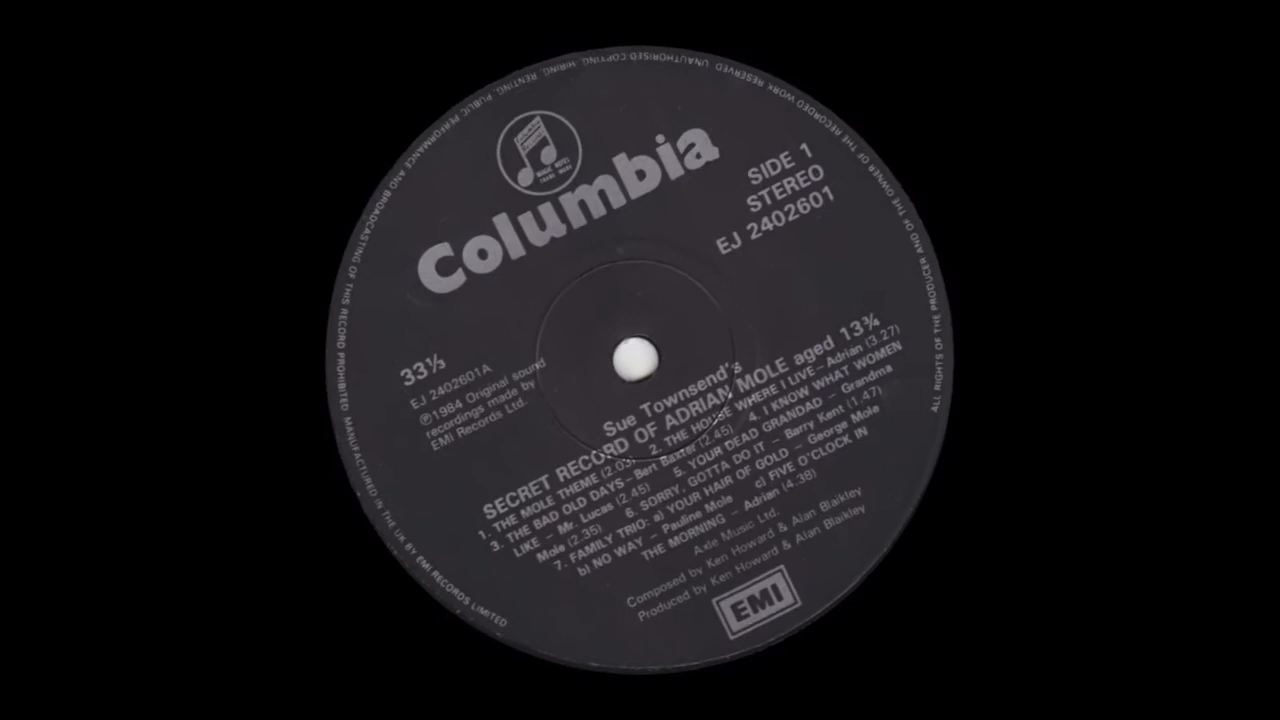 MAGIC NOTES
TRADE MARK
Columbia
SIDE 1
STEREO
EJ 2402601
33⅓
EJ 2402601A
℗1984 Original sound
recordings made by
EMI Records Ltd.
Sue Townsend's
SECRET RECORD OF ADRIAN MOLE aged 13¾
1. THE MOLE THEME (2.03) 2. THE HOUSE WHERE I LIVE – Adrian (3.27)
3. THE BAD OLD DAYS – Bert Baxter (2.45) 4. I KNOW WHAT WOMEN
LIKE – Mr. Lucas (2.45) 5. YOUR DEAD GRANDAD – Grandma
Mole (2.35) 6. SORRY, GOTTA DO IT – Barry Kent (1.47)
7. FAMILY TRIO: a) YOUR HAIR OF GOLD – George Mole
b) NO WAY – Pauline Mole c) FIVE O'CLOCK IN
THE MORNING – Adrian (4.38)
Axle Music Ltd.
Composed by Ken Howard & Alan Blaikley
Produced by Ken Howard & Alan Blaikley
EMI
ALL RIGHTS OF THE PRODUCER AND OF THE OWNER OF THE RECORDED WORK RESERVED. UNAUTHORISED COPYING, HIRING, RENTING, PUBLIC PERFORMANCE AND BROADCASTING OF THIS RECORD PROHIBITED. MANUFACTURED IN THE UK BY EMI RECORDS LIMITED